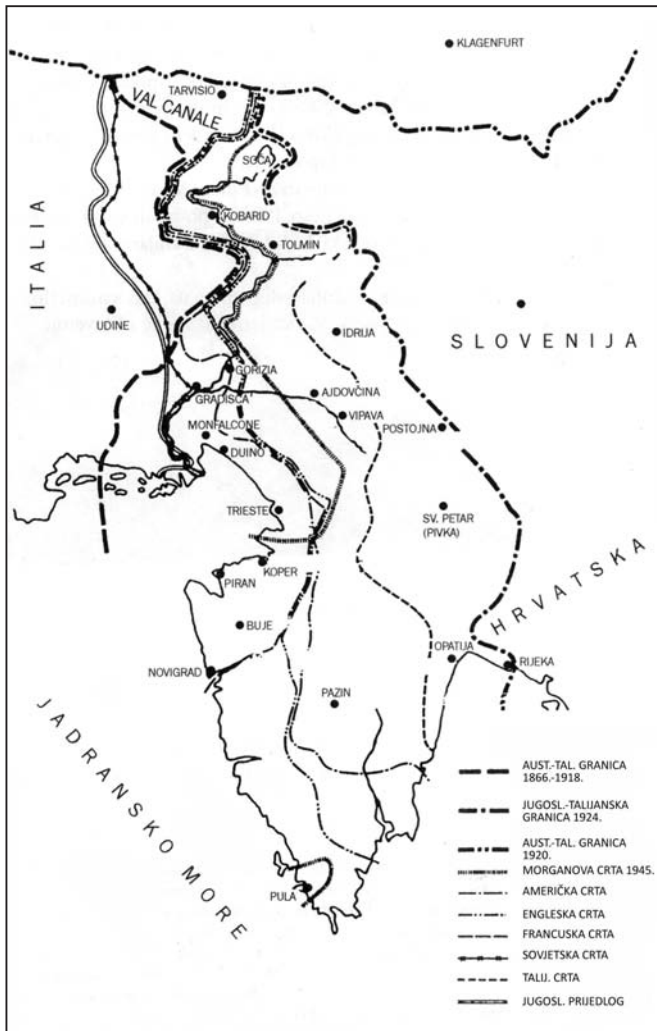 KLAGENFURT
TARVISIO
VAL CANALE
SOČA
KOBARID
TOLMIN
ITALIA
UDINE
IDRIJA
SLOVENIJA
GORIZIA
GRADISCA
AJDOVČINA
VIPAVA
MONFALCONE
POSTOJNA
DUINO
TRIESTE
SV. PETAR
(PIVKA)
HRVATSKA
KOPER
PIRAN
BUJE
OPATIJA
RIJEKA
NOVIGRAD
PAZIN
JADRANSKO MORE
PULA
AUST.-TAL. GRANICA
1866.-1918.
JUGOSL.-TALIJANSKA
GRANICA 1924.
AUST.-TAL. GRANICA
1920.
MORGANOVA CRTA 1945.
AMERIČKA CRTA
ENGLESKA CRTA
FRANCUSKA CRTA
SOVJETSKA CRTA
TALIJ. CRTA
JUGOSL. PRIJEDLOG